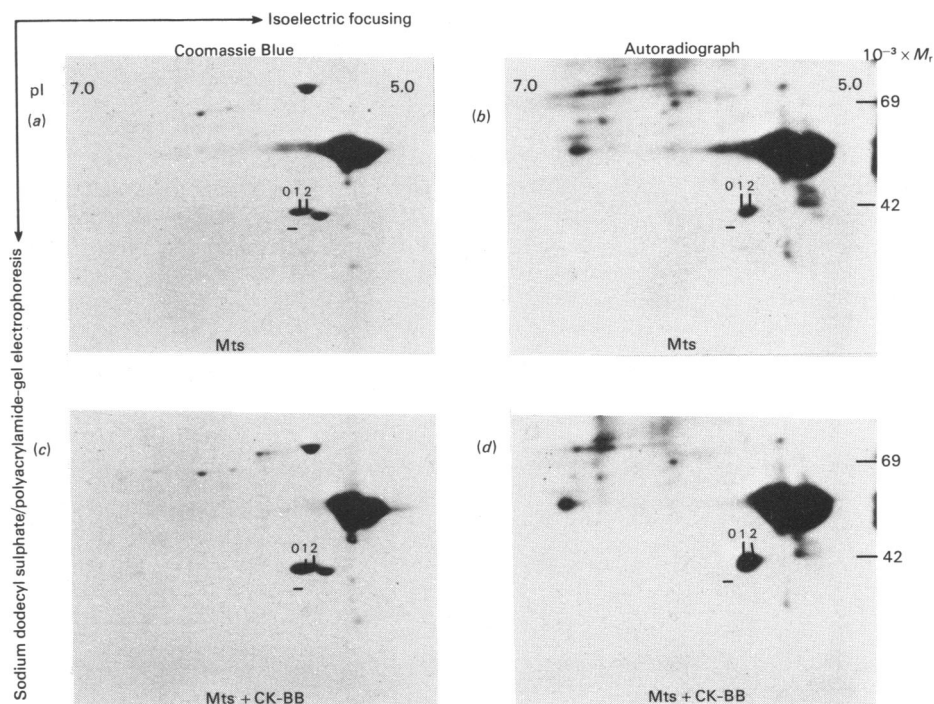 Isoelectric focusing
Sodium dodecyl sulphate/polyacrylamide-gel electrophoresis
Coomassie Blue
Autoradiograph
10⁻³ × Mᵣ
pI
7.0
5.0
(a)
0 1 2
Mts
7.0
5.0
(b)
69
0 1 2
42
Mts
(c)
0 1 2
Mts + CK-BB
(d)
69
0 1 2
42
Mts + CK-BB